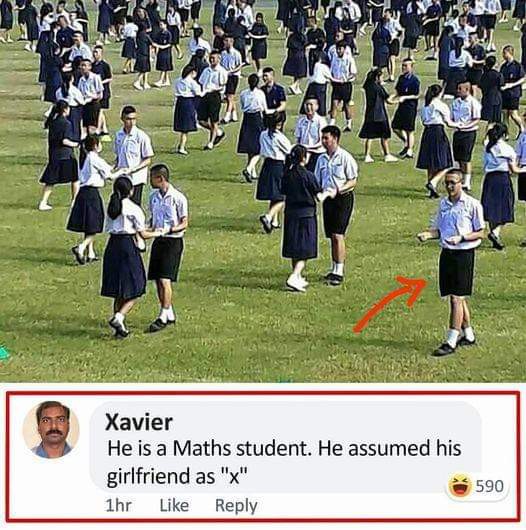 Xavier
He is a Maths student. He assumed his
girlfriend as "x"
590
1hr Like Reply